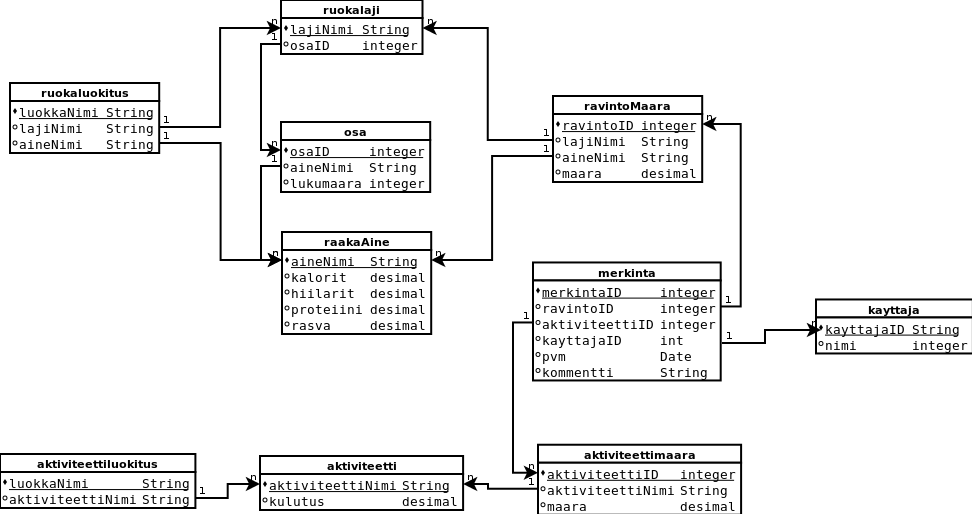 ruokalaji
lajiNimi String
osaID integer
ruokaluokitus
luokkaNimi String
lajiNimi String
aineNimi String
osa
osaID integer
aineNimi String
lukumaara integer
raakaAine
aineNimi String
kalorit desimal
hiilarit desimal
proteiini desimal
rasva desimal
ravintoMaara
ravintoID integer
lajiNimi String
aineNimi String
maara desimal
merkinta
merkintaID integer
ravintoID integer
aktiviteettiID integer
kayttajaID int
pvm Date
kommentti String
kayttaja
kayttajaID String
nimi integer
aktiviteettiluokitus
luokkaNimi String
aktiviteettiNimi String
aktiviteetti
aktiviteettiNimi String
kulutus desimal
aktiviteettimaara
aktiviteettiID integer
aktiviteettiNimi String
maara desimal
1
n
1
n
1
n
1
n
1
n
1
n
1
n
1
n
1
n
1
n
1
n